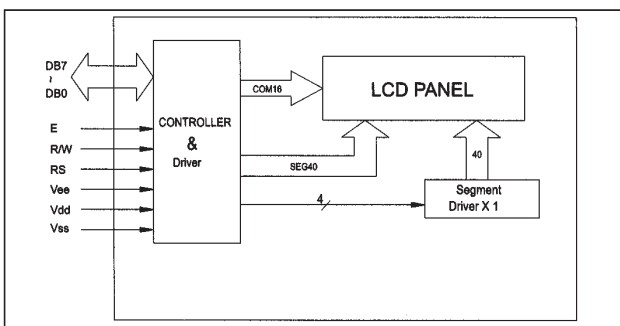 DB7
~
DB0
E
R/W
RS
Vee
Vdd
Vss
CONTROLLER
&
Driver
COM16
SEG40
4
LCD PANEL
40
Segment
Driver X 1